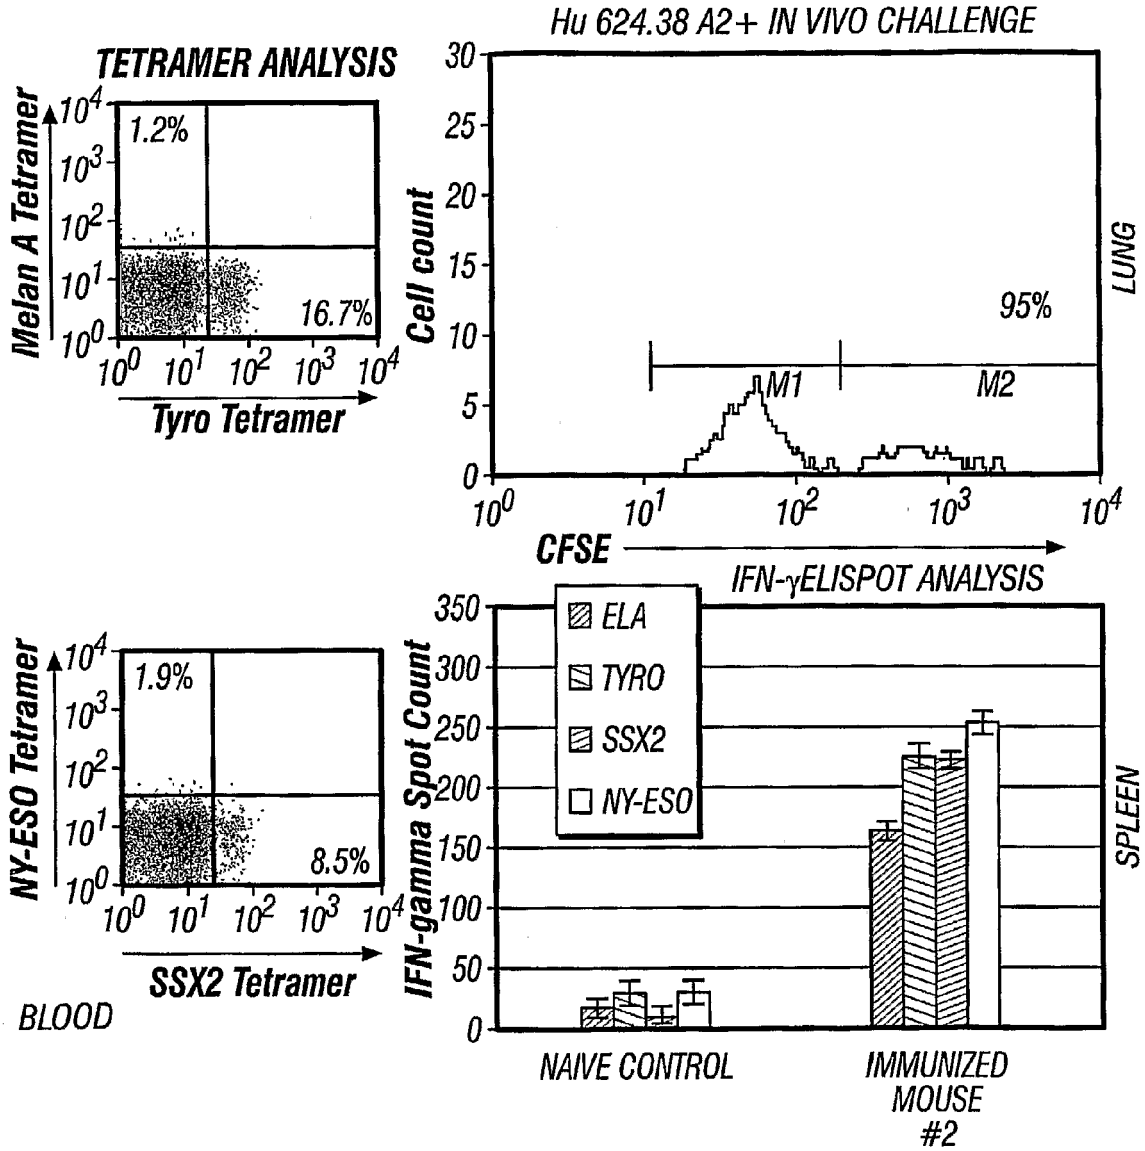 Hu 624.38 A2+ IN VIVO CHALLENGE
TETRAMER ANALYSIS
Melan A Tetramer
10^4
10^3
10^2
10^1
10^0
1.2%
16.7%
10^0 10^1 10^2 10^3 10^4
Tyro Tetramer
Cell count
30
25
20
15
10
5
0
95%
M1 M2
10^0 10^1 10^2 10^3 10^4
CFSE
LUNG
NY-ESO Tetramer
10^4
10^3
10^2
10^1
10^0
1.9%
8.5%
10^0 10^1 10^2 10^3 10^4
SSX2 Tetramer
BLOOD
IFN-γELISPOT ANALYSIS
IFN-gamma Spot Count
350
300
250
200
150
100
50
0
ELA
TYRO
SSX2
NY-ESO
NAIVE CONTROL
IMMUNIZED
MOUSE
#2
SPLEEN